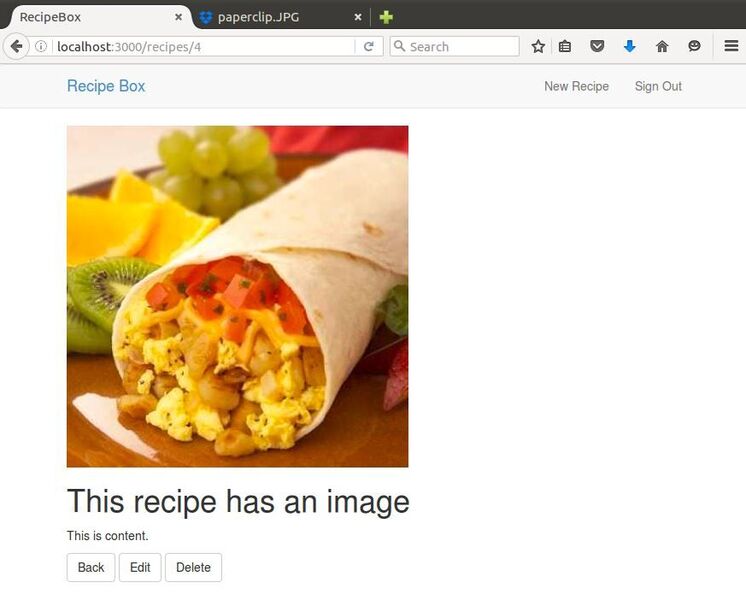 RecipeBox
paperclip.JPG
localhost:3000/recipes/4
Search
Recipe Box
New Recipe
Sign Out
This recipe has an image
This is content.
Back
Edit
Delete